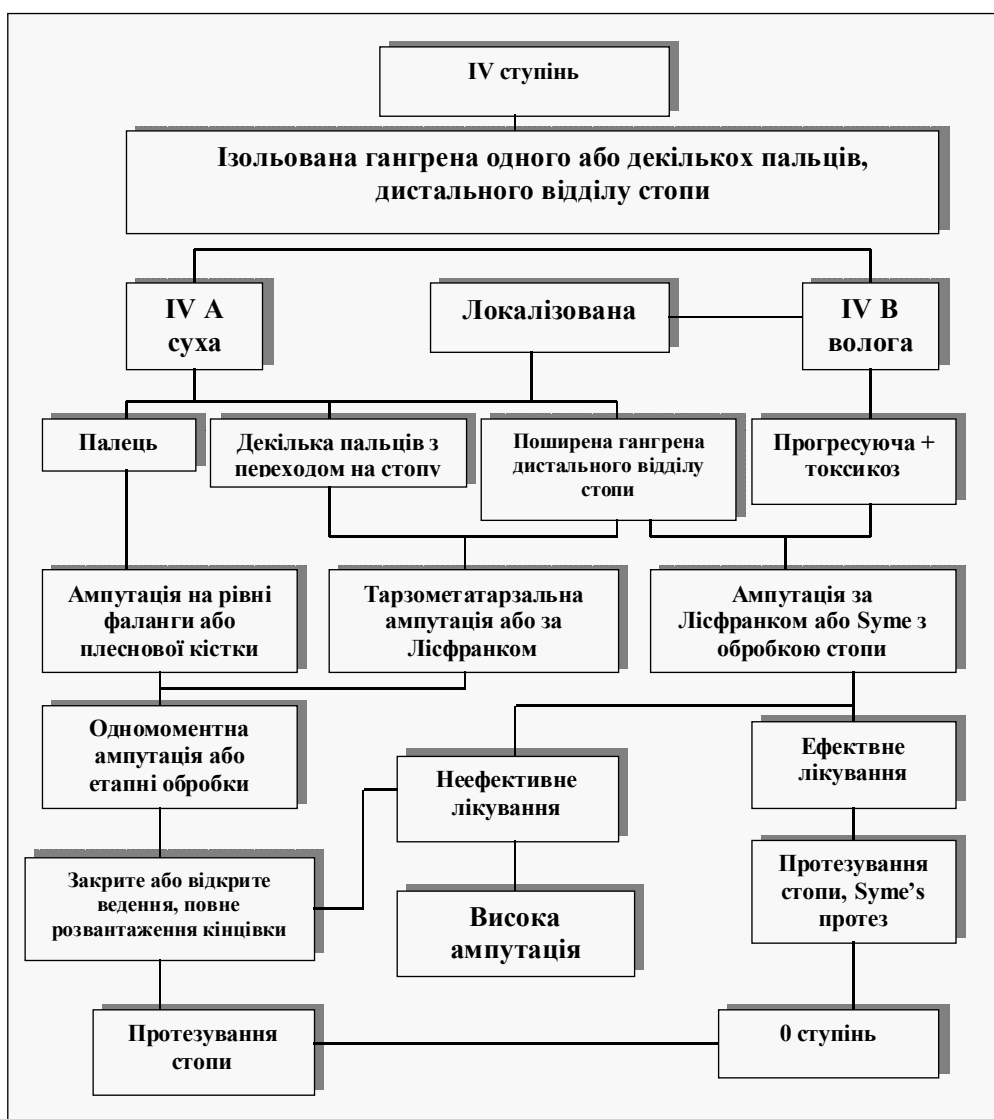 IV ступінь
Ізольована гангрена одного або декількох пальців,
дистального відділу стопи
IV А
суха
Локалізована
IV В
волога
Палець
Декілька пальців з
переходом на стопу
Поширена гангрена
дистального відділу
стопи
Прогресуюча +
токсикоз
Ампутація на рівні
фаланги або
плеснової кістки
Тарзометатарзальна
ампутація або за
Лісфранком
Ампутація за
Лісфранком або Syme з
обробкою стопи
Одномоментна
ампутація або
етапні обробки
Неефективне
лікування
Ефектвне
лікування
Закрите або відкрите
ведення, повне
розвантаження кінцівки
Висока
ампутація
Протезування
стопи, Syme’s
протез
Протезування
стопи
0 ступінь